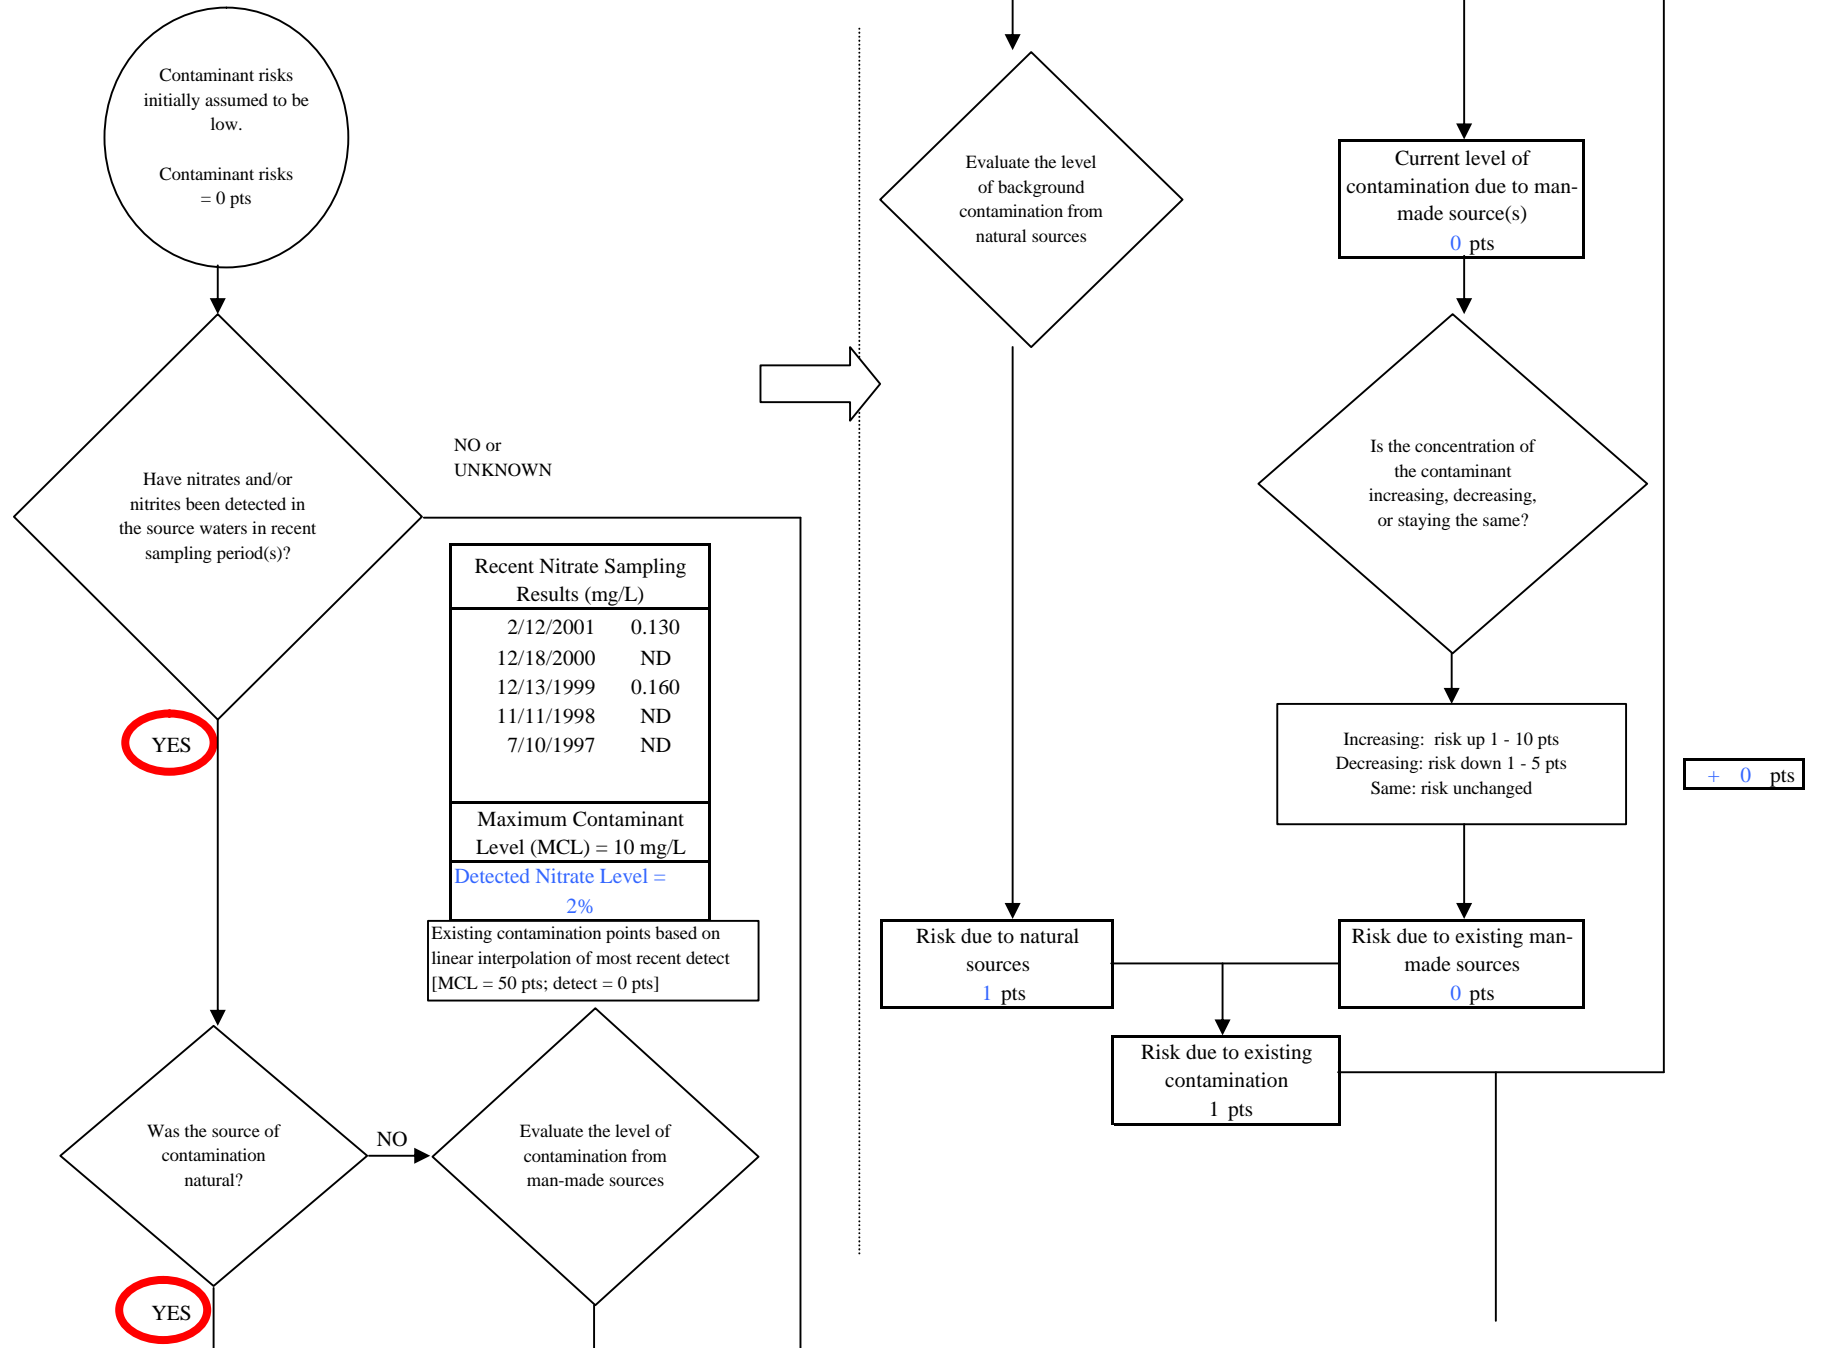 Contaminant risks
initially assumed to be
low.
Contaminant risks
= 0 pts
Have nitrates and/or
nitrites been detected in
the source waters in recent
sampling period(s)?
NO or
UNKNOWN
YES
Recent Nitrate Sampling
Results (mg/L)
2/12/2001 0.130
12/18/2000 ND
12/13/1999 0.160
11/11/1998 ND
7/10/1997 ND
Maximum Contaminant
Level (MCL) = 10 mg/L
Detected Nitrate Level =
2%
Existing contamination points based on
linear interpolation of most recent detect
[MCL = 50 pts; detect = 0 pts]
Was the source of
contamination
natural?
NO
Evaluate the level of
contamination from
man-made sources
YES
Evaluate the level
of background
contamination from
natural sources
Current level of
contamination due to man-
made source(s)
0 pts
Is the concentration of
the contaminant
increasing, decreasing,
or staying the same?
Increasing: risk up 1 - 10 pts
Decreasing: risk down 1 - 5 pts
Same: risk unchanged
+ 0 pts
Risk due to natural
sources
1 pts
Risk due to existing man-
made sources
0 pts
Risk due to existing
contamination
1 pts